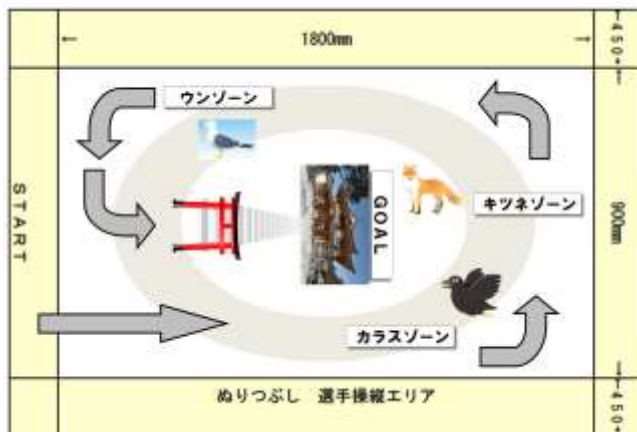 1800mm
←450→
ウンゾーン
START
GOAL
キツネゾーン
900mm
カラスゾーン
ぬりつぶし 選手操縦エリア
←450→